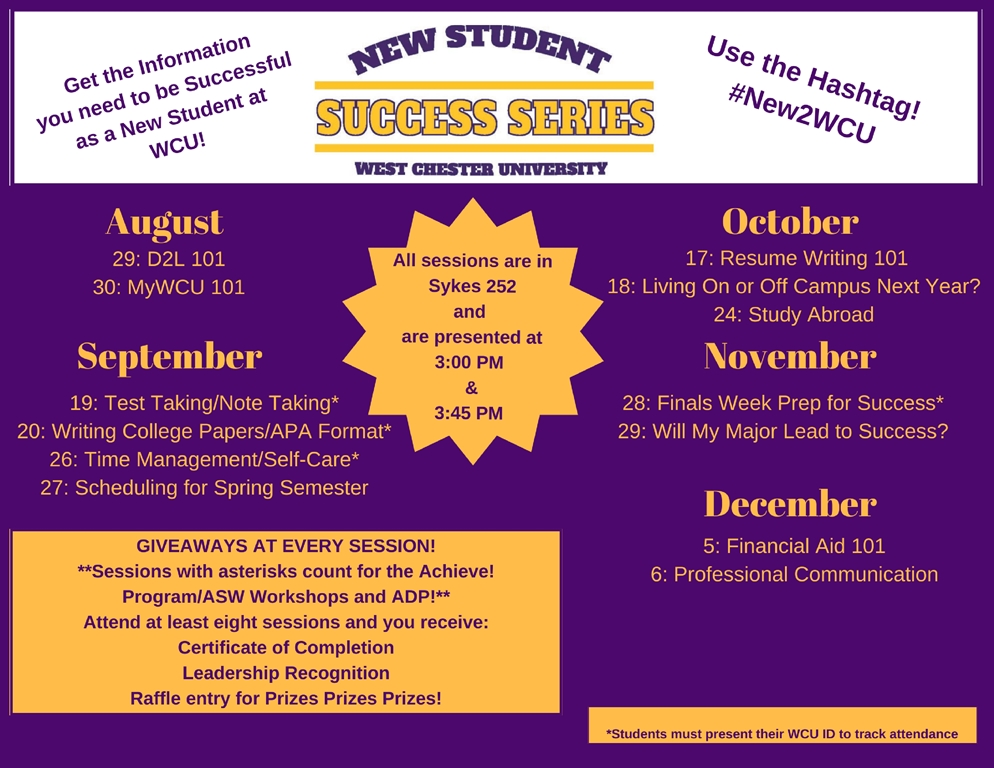 Get the Information
you need to be Successful
as a New Student at
WCU!
NEW STUDENT
SUCCESS SERIES
WEST CHESTER UNIVERSITY
Use the Hashtag!
#New2WCU
August
29: D2L 101
30: MyWCU 101
September
19: Test Taking/Note Taking*
20: Writing College Papers/APA Format*
26: Time Management/Self-Care*
27: Scheduling for Spring Semester
All sessions are in
Sykes 252
and
are presented at
3:00 PM
&
3:45 PM
October
17: Resume Writing 101
18: Living On or Off Campus Next Year?
24: Study Abroad
November
28: Finals Week Prep for Success*
29: Will My Major Lead to Success?
December
5: Financial Aid 101
6: Professional Communication
GIVEAWAYS AT EVERY SESSION!
**Sessions with asterisks count for the Achieve!
Program/ASW Workshops and ADP!**
Attend at least eight sessions and you receive:
Certificate of Completion
Leadership Recognition
Raffle entry for Prizes Prizes Prizes!
*Students must present their WCU ID to track attendance